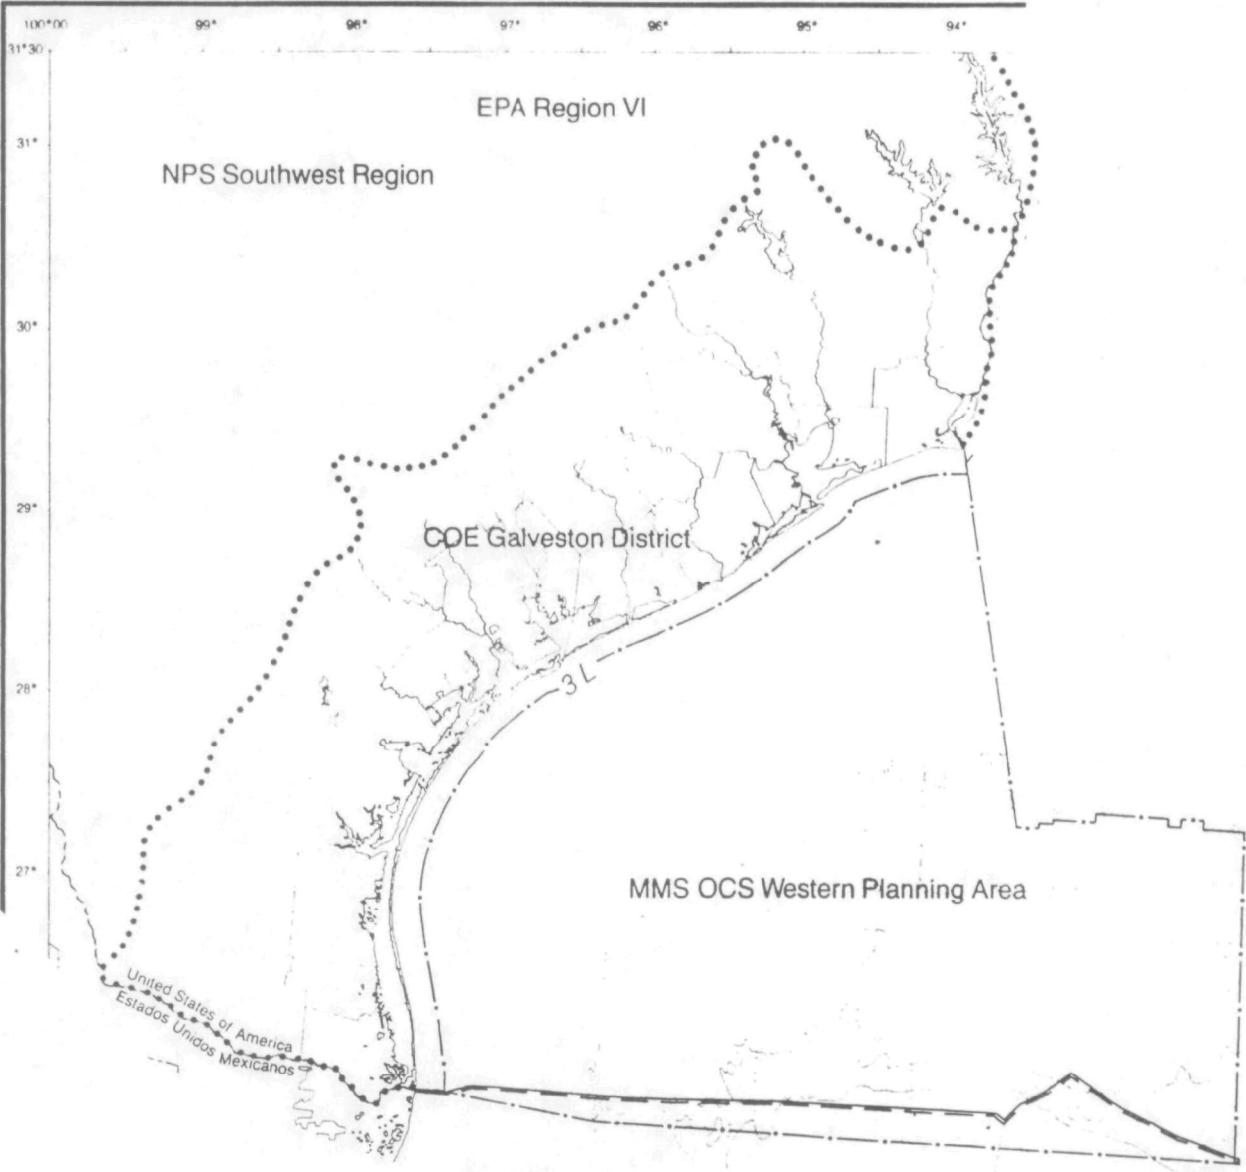 100°00 99° 98° 97° 96° 95° 94°
31°30
EPA Region VI
31°
NPS Southwest Region
30°
29°
COE Galveston District
28°
3 L
27°
MMS OCS Western Planning Area
United States of America
Estados Unidos Mexicanos